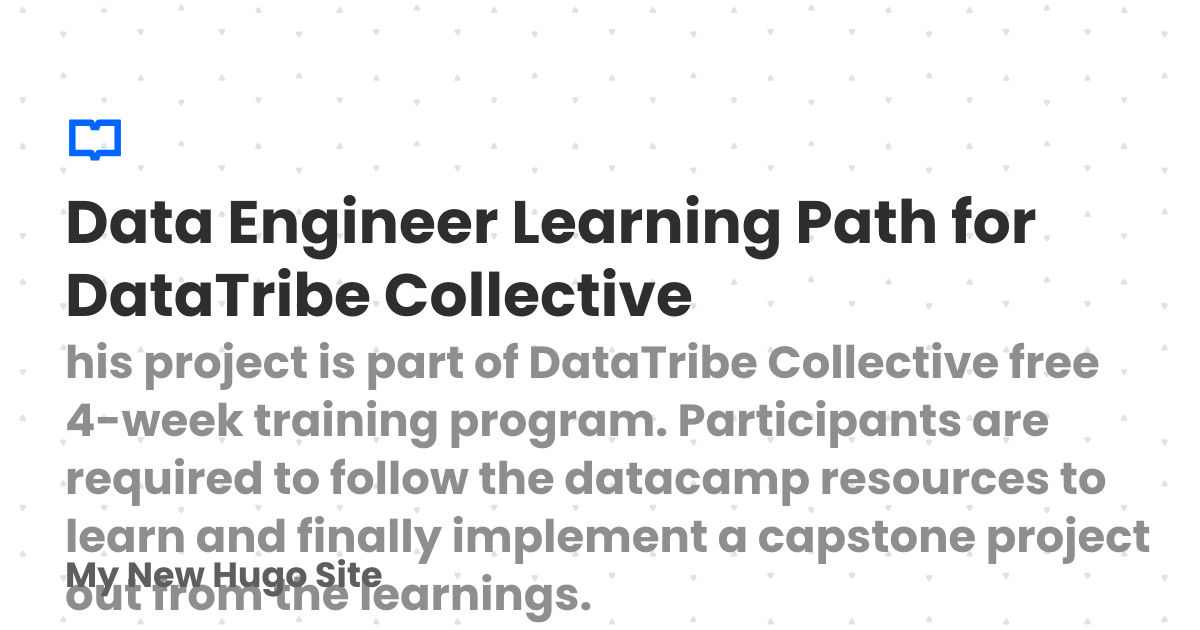 Data Engineer Learning Path for
DataTribe Collective
his project is part of DataTribe Collective free
4-week training program. Participants are
required to follow the datacamp resources to
learn and finally implement a capstone project
My New Hugo Site
out from the learnings.